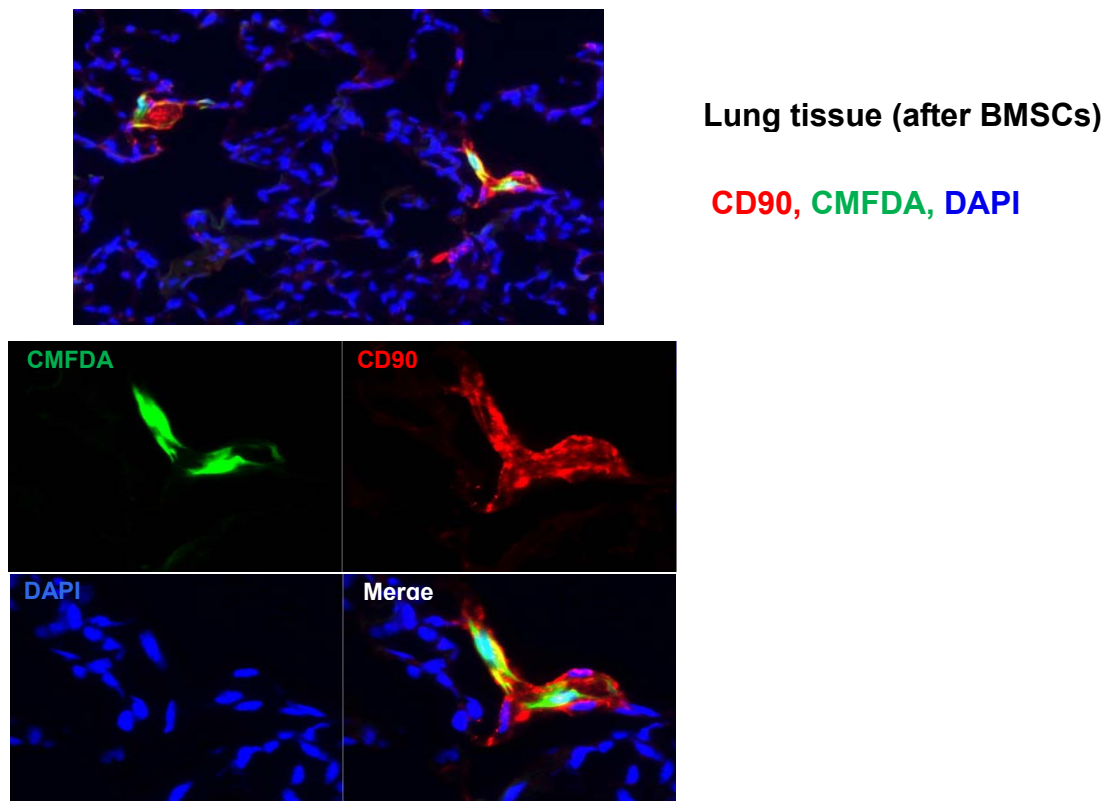 Lung tissue (after BMSCs)
CD90, CMFDA, DAPI
CMFDA
CD90
DAPI
Merge